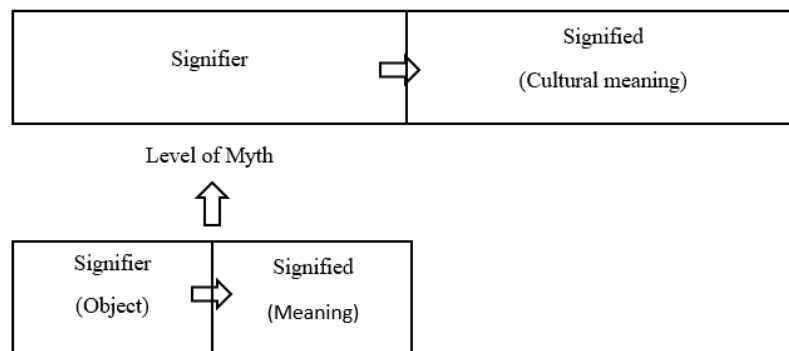 Signifier
Signified
(Cultural meaning)
Level of Myth
Signifier
(Object)
Signified
(Meaning)